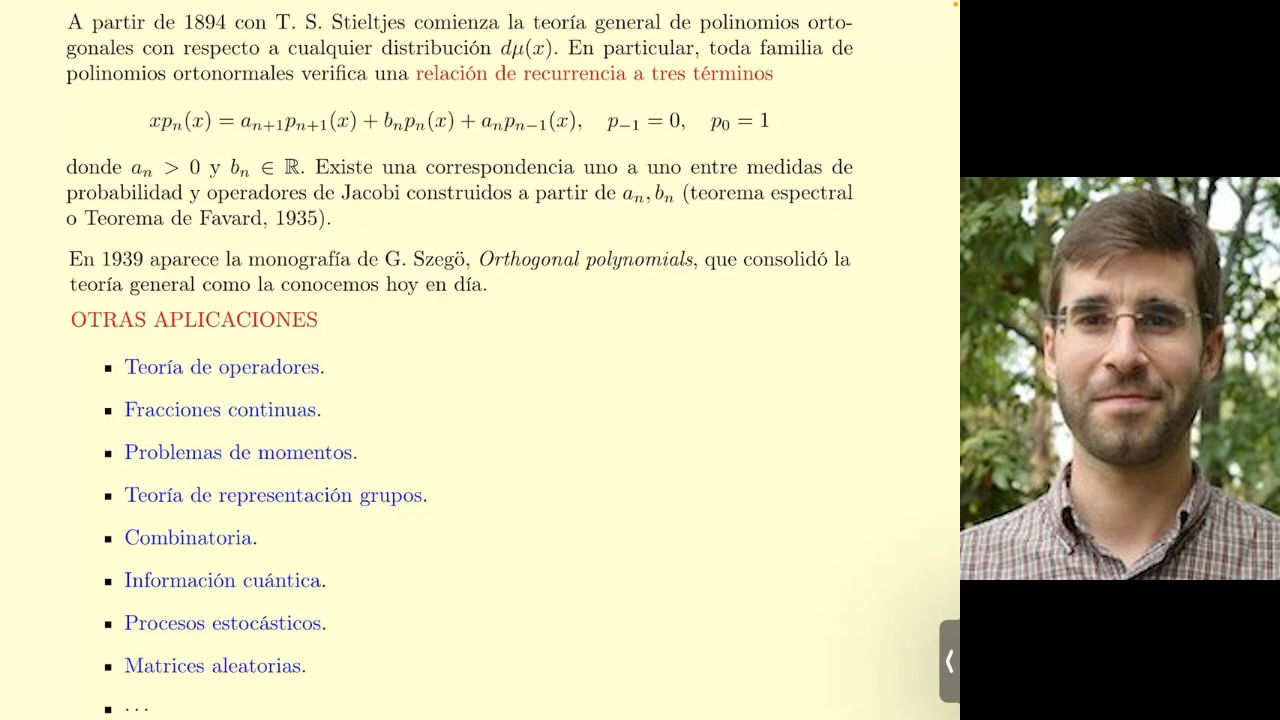 A partir de 1894 con T. S. Stieltjes comienza la teoría general de polinomios orto-
gonales con respecto a cualquier distribución dμ(x). En particular, toda familia de
polinomios ortonormales verifica una relación de recurrencia a tres términos
xpₙ(x) = aₙ₊₁pₙ₊₁(x) + bₙpₙ(x) + aₙpₙ₋₁(x), p₋₁ = 0, p₀ = 1
donde aₙ > 0 y bₙ ∈ ℝ. Existe una correspondencia uno a uno entre medidas de
probabilidad y operadores de Jacobi construidos a partir de aₙ, bₙ (teorema espectral
o Teorema de Favard, 1935).
En 1939 aparece la monografía de G. Szegö, Orthogonal polynomials, que consolidó la
teoría general como la conocemos hoy en día.
OTRAS APLICACIONES
▪ Teoría de operadores.
▪ Fracciones continuas.
▪ Problemas de momentos.
▪ Teoría de representación grupos.
▪ Combinatoria.
▪ Información cuántica.
▪ Procesos estocásticos.
▪ Matrices aleatorias.
▪ ...